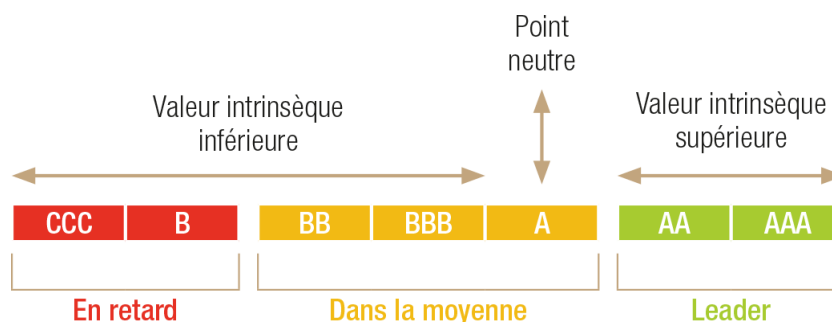 Point
neutre
Valeur intrinsèque
inférieure
Valeur intrinsèque
supérieure
CCC B BB BBB A AA AAA
En retard Dans la moyenne Leader